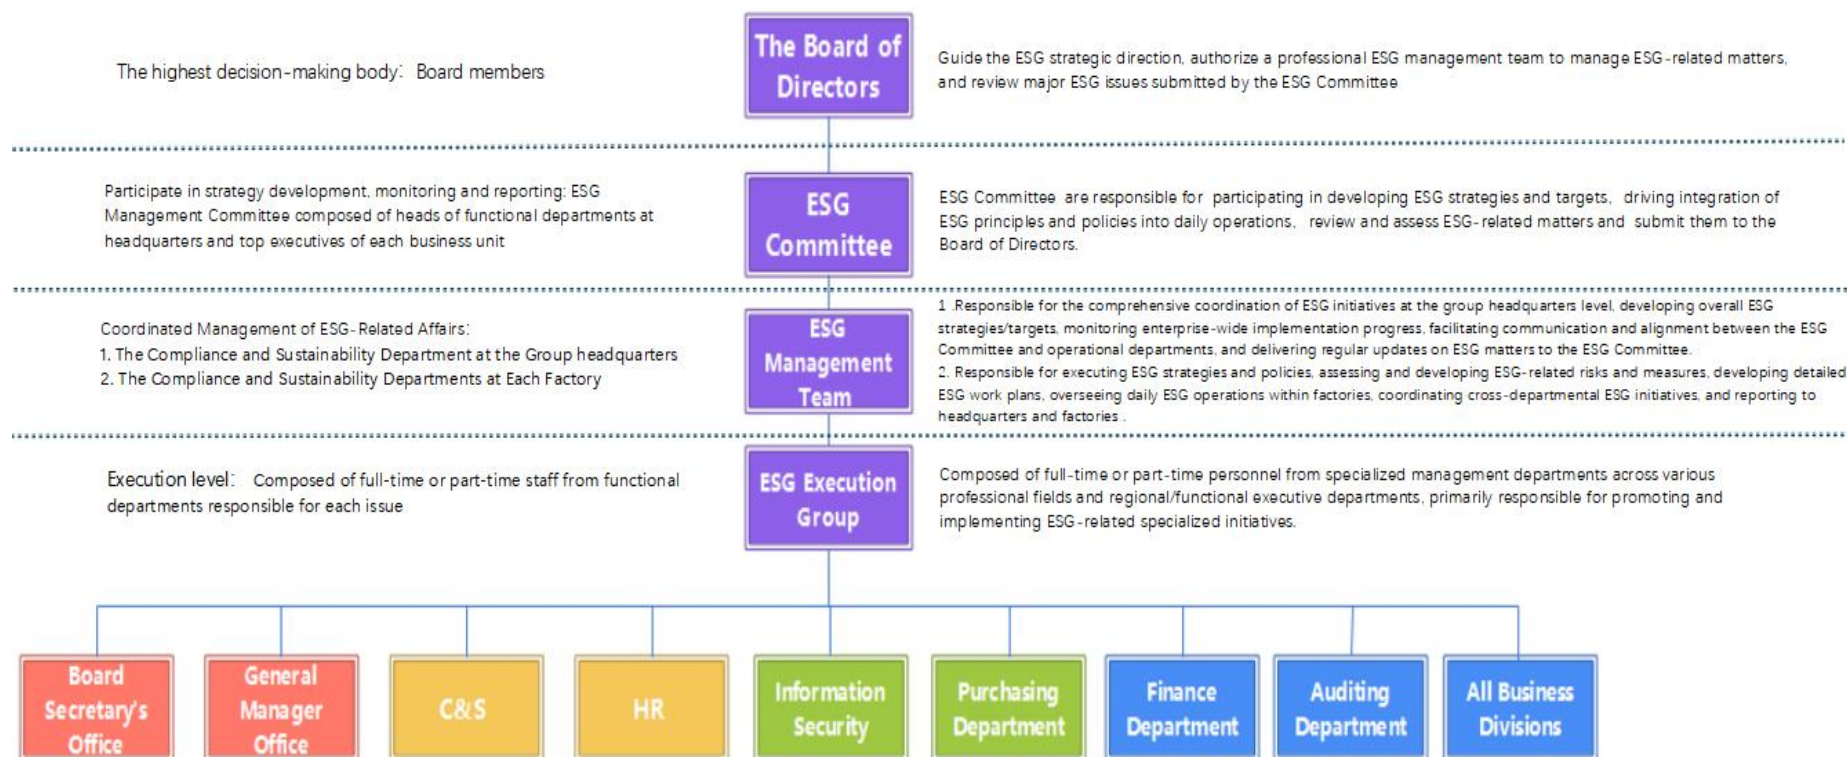 The highest decision-making body: Board members
The Board of
Directors
Guide the ESG strategic direction, authorize a professional ESG management team to manage ESG-related matters,
and review major ESG issues submitted by the ESG Committee
Participate in strategy development, monitoring and reporting: ESG
Management Committee composed of heads of functional departments at
headquarters and top executives of each business unit
ESG
Committee
ESG Committee are responsible for participating in developing ESG strategies and targets, driving integration of
ESG principles and policies into daily operations, review and assess ESG-related matters and submit them to the
Board of Directors.
Coordinated Management of ESG-Related Affairs:
1. The Compliance and Sustainability Department at the Group headquarters
2. The Compliance and Sustainability Departments at Each Factory
ESG
Management
Team
1 .Responsible for the comprehensive coordination of ESG initiatives at the group headquarters level, developing overall ESG
strategies/targets, monitoring enterprise-wide implementation progress, facilitating communication and alignment between the ESG
Committee and operational departments, and delivering regular updates on ESG matters to the ESG Committee.
2. Responsible for executing ESG strategies and policies, assessing and developing ESG-related risks and measures, developing detailed
ESG work plans, overseeing daily ESG operations within factories, coordinating cross-departmental ESG initiatives, and reporting to
headquarters and factories .
Execution level: Composed of full-time or part-time staff from functional
departments responsible for each issue
ESG Execution
Group
Composed of full-time or part-time personnel from specialized management departments across various
professional fields and regional/functional executive departments, primarily responsible for promoting and
implementing ESG-related specialized initiatives.
Board
Secretary's
Office
General
Manager
Office
C&S
HR
Information
Security
Purchasing
Department
Finance
Department
Auditing
Department
All Business
Divisions